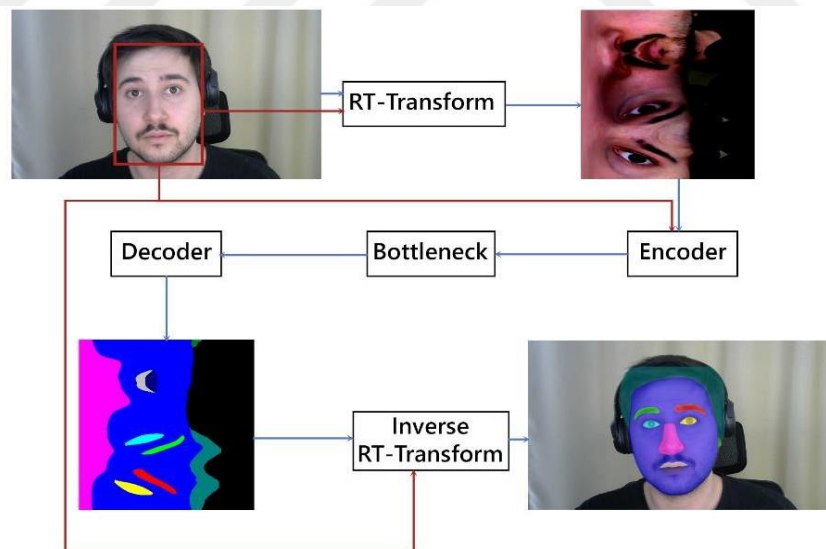 RT-Transform
Decoder
Bottleneck
Encoder
Inverse
RT-Transform